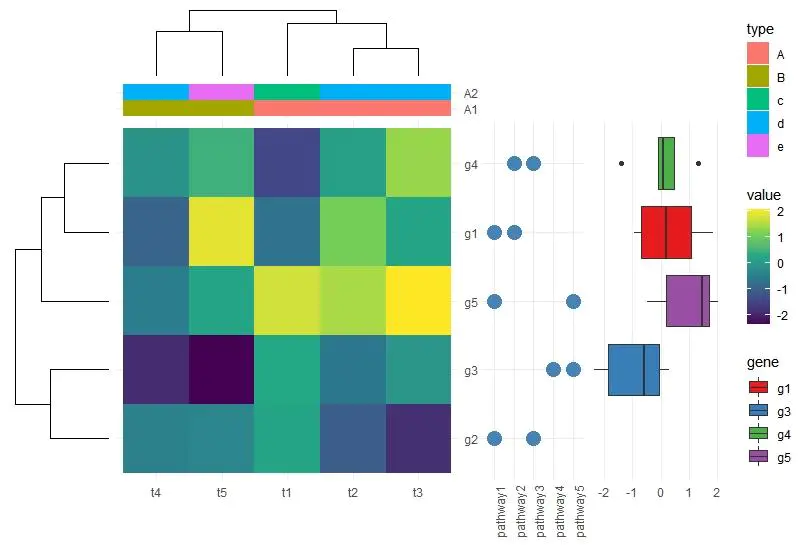 type
A
B
c
d
e
A2
A1
g4
g1
g5
g3
g2
t4 t5 t1 t2 t3
pathway1
pathway2
pathway3
pathway4
pathway5
-2 -1 0 1 2
value
2
1
0
-1
-2
gene
g1
g3
g4
g5